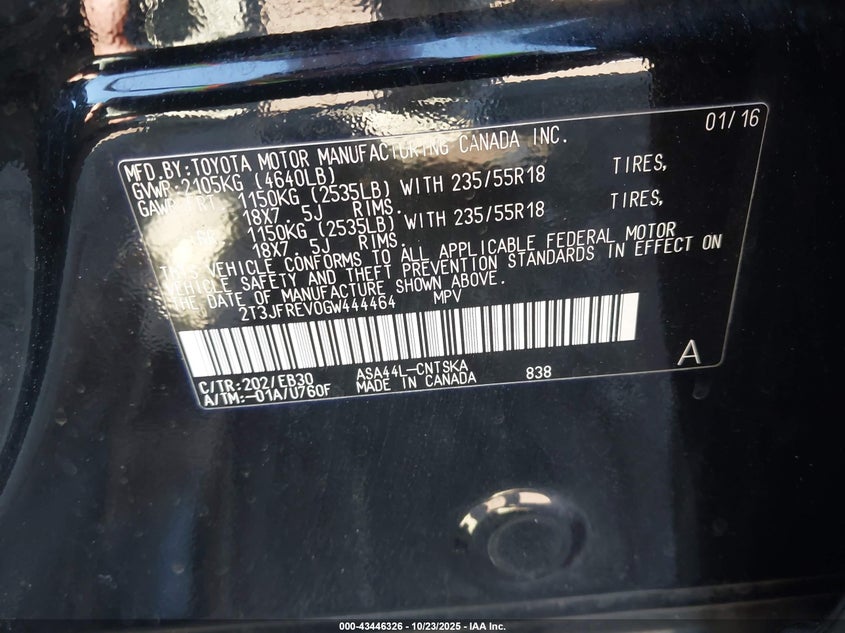 01/16
MFD.BY:TOYOTA MOTOR MANUFACTURING CANADA INC.
GVWR:2105KG (4640LB)
GAWR:FRT. 1150KG (2535LB) WITH 235/55R18 TIRES,
18X7.5J RIMS.
RR. 1150KG (2535LB) WITH 235/55R18 TIRES,
18X7.5J RIMS.
THIS VEHICLE CONFORMS TO ALL APPLICABLE FEDERAL MOTOR
VEHICLE SAFETY AND THEFT PREVENTION STANDARDS IN EFFECT ON
THE DATE OF MANUFACTURE SHOWN ABOVE.
2T3JFREV0GW444464 MPV
A
C/TR:202/EB30 ASA44L-CNTSKA 838
A/TM:-01A/U760F MADE IN CANADA
000-43446326 - 10/23/2025 - IAA Inc.